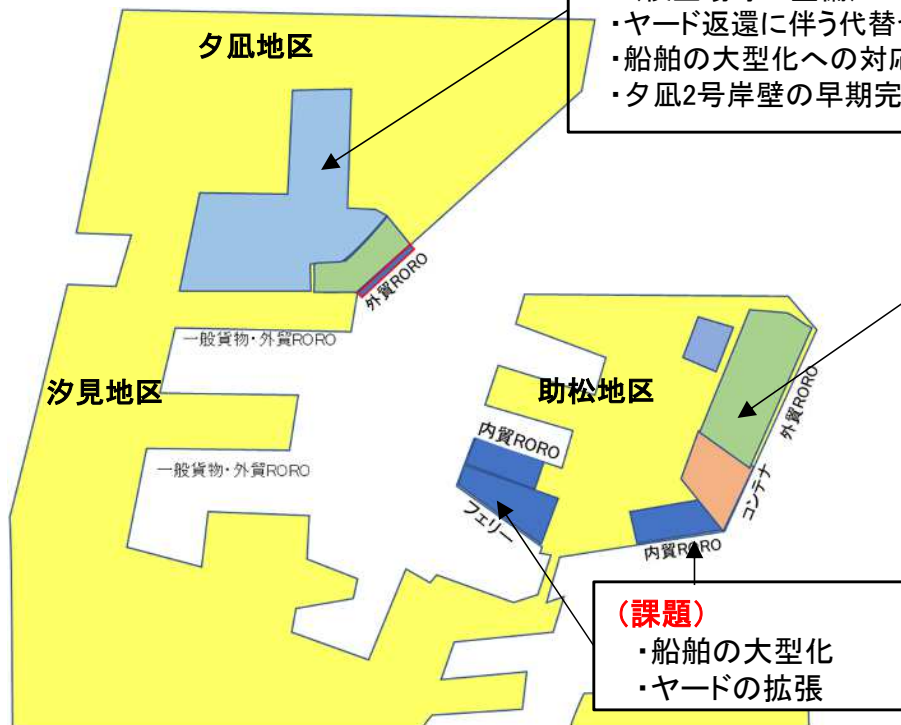 ・ヤード返還に伴う代替
・船舶の大型化への対応
・夕凪2号岸壁の早期完
夕凪地区
外貿RORO
一般貨物・外貿RORO
汐見地区
一般貨物・外貿RORO
助松地区
内貿RORO
フェリー
外貿RORO
コンテナ
内貿RORO
(課題)
・船舶の大型化
・ヤードの拡張